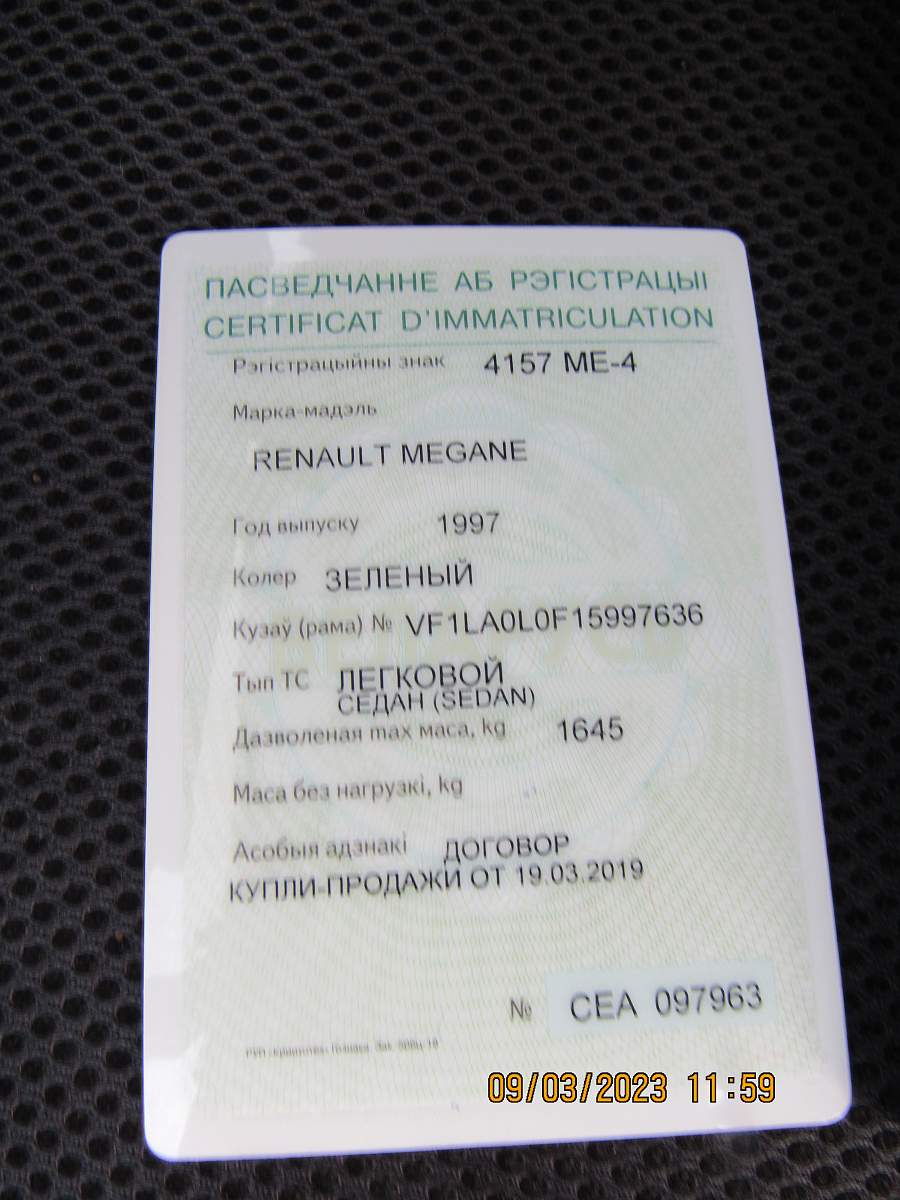 ПАСВЕДЧАННЕ АБ РЭГІСТРАЦЫІ
CERTIFICAT D'IMMATRICULATION
Рэгістрацыйны знак 4157 ME-4
Марка-мадэль
RENAULT MEGANE
Год выпуску 1997
Колер ЗЕЛЕНЫЙ
Кузаў (рама) № VF1LA0L0F15997636
Тып ТС ЛЕГКОВОЙ
СЕДАН (SEDAN)
Дазволеная max маса, kg 1645
Маса без нагрузкі, kg
Асобыя адзнакі ДОГОВОР
КУПЛИ-ПРОДАЖИ ОТ 19.03.2019
№ CEA 097963
09/03/2023 11:59